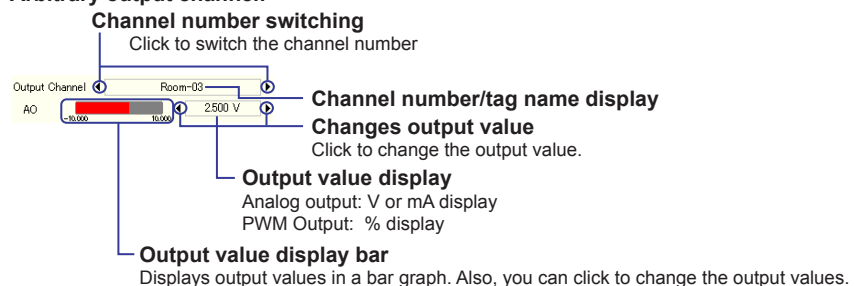 Channel number switching
Click to switch the channel number
Output Channel Room-03
Channel number/tag name display
AO 2.500 V
-10.000 10.000
Changes output value
Click to change the output value.
Output value display
Analog output: V or mA display
PWM Output: % display
Output value display bar
Displays output values in a bar graph. Also, you can click to change the output values.